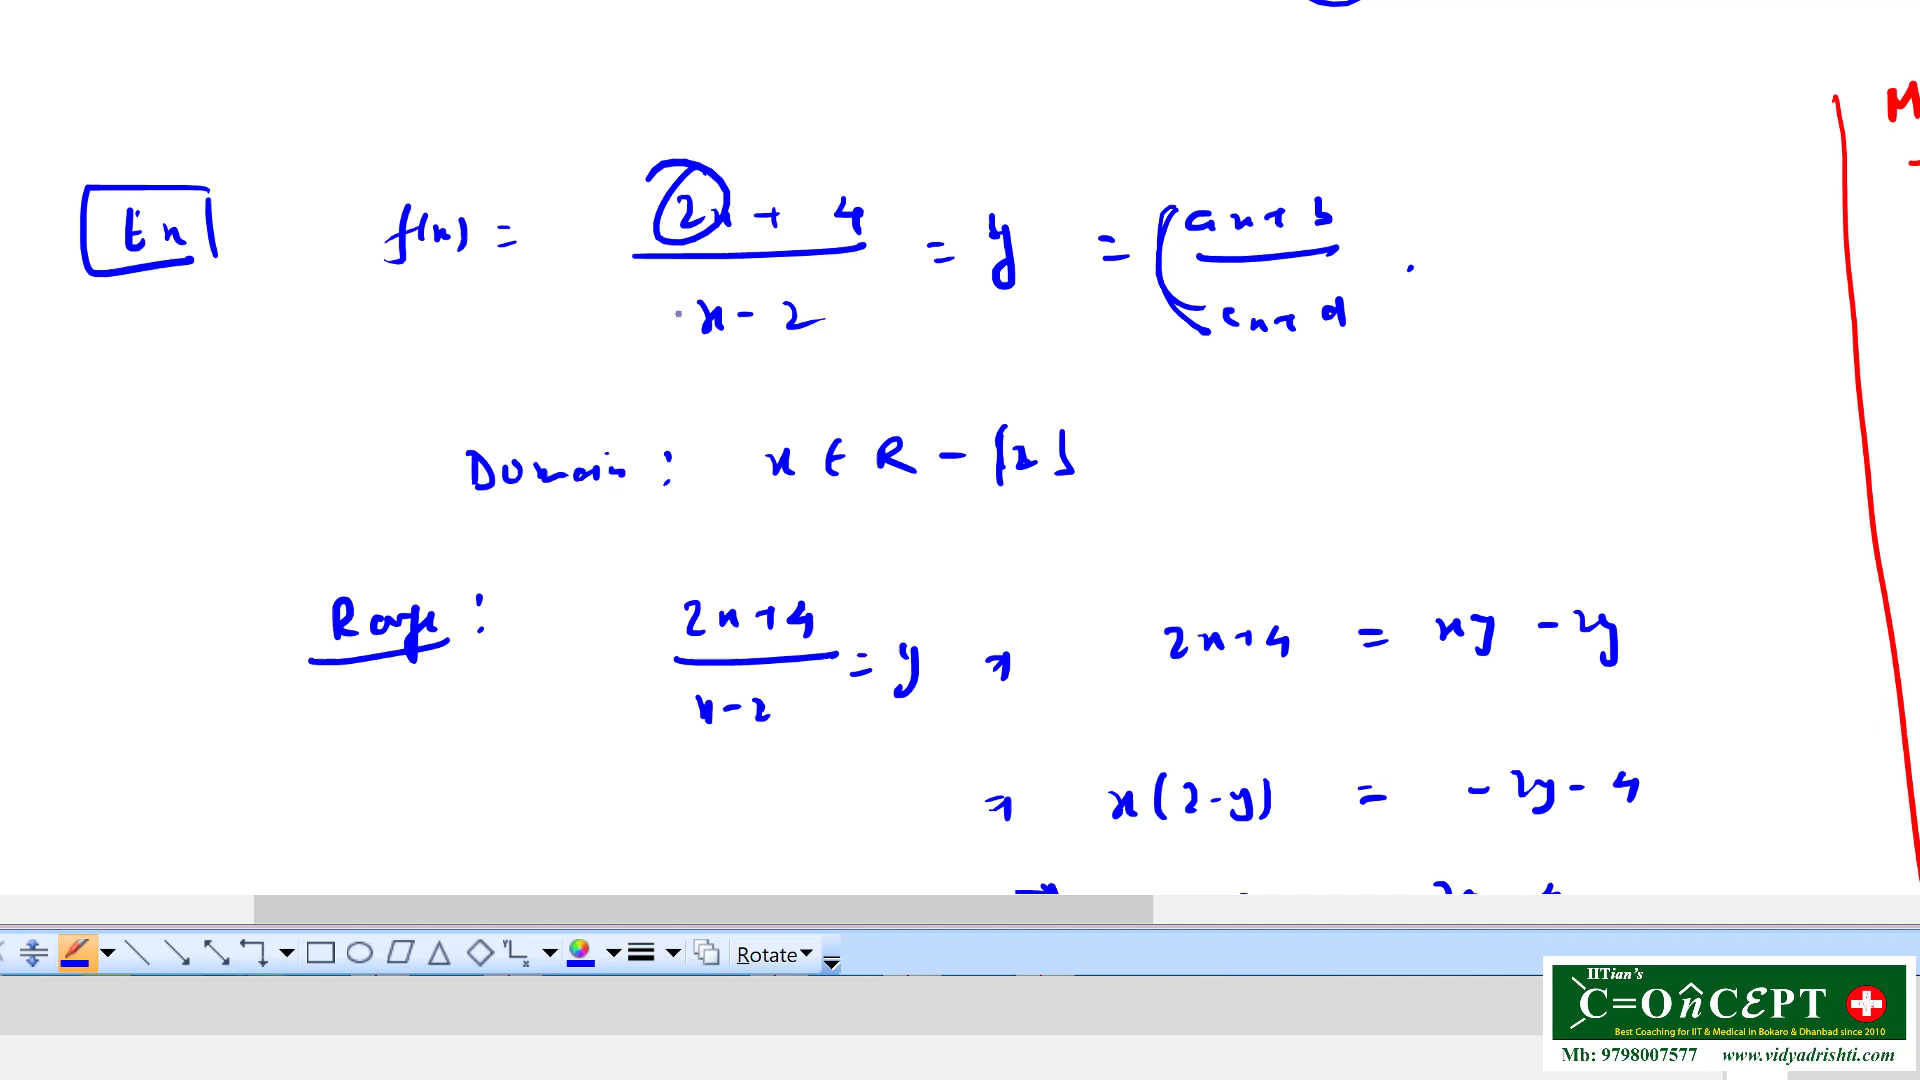 Ex f(x) = 2x + 4 / x - 2 = y = ax + b / cx + d .
Domain : x ∈ R - {2}
Range : 2x+4 / x-2 = y ⇒ 2x+4 = xy - 2y
⇒ x(2-y) = -2y - 4
M
Rotate
IITian's
C=OnCEPT
Best Coaching for IIT & Medical in Bokaro & Dhanbad since 2010
Mb: 9798007577 www.vidyadrishti.com